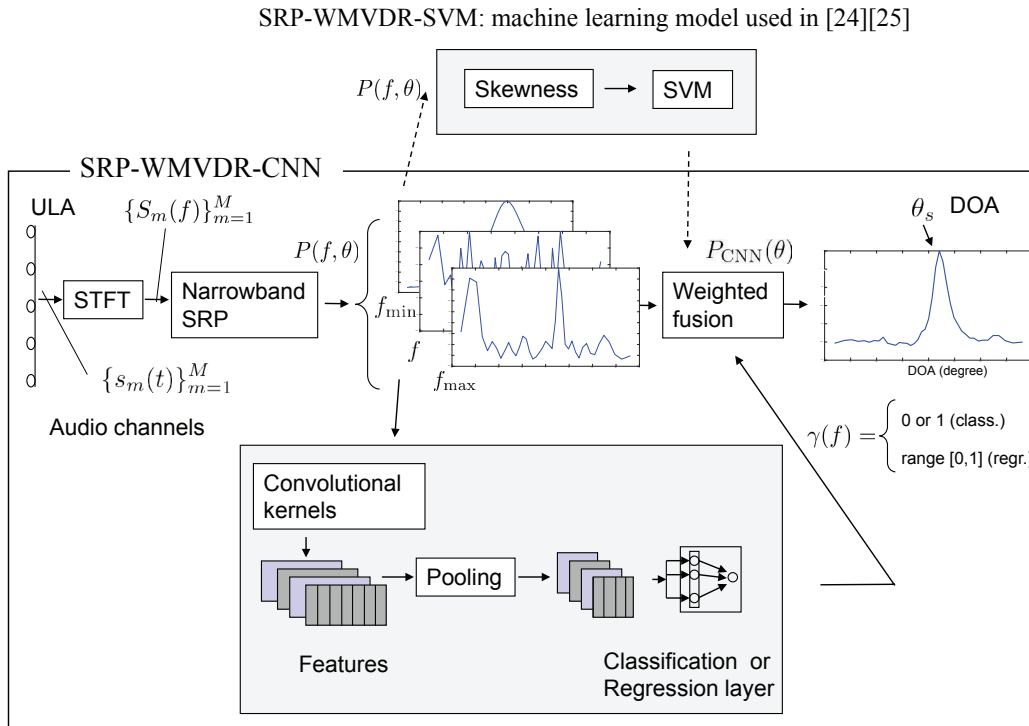 SRP-WMVDR-SVM: machine learning model used in [24][25]
P(f, θ)
Skewness
SVM
SRP-WMVDR-CNN
ULA
{S_m(f)}_{m=1}^M
P(f, θ)
STFT
Narrowband
SRP
f_min
f
f_max
{s_m(t)}_{m=1}^M
Audio channels
P_CNN(θ)
Weighted
fusion
θ_s
DOA
DOA (degree)
γ(f) =
0 or 1 (class.)
range [0,1] (regr.)
Convolutional
kernels
Pooling
Features
Classification or
Regression layer